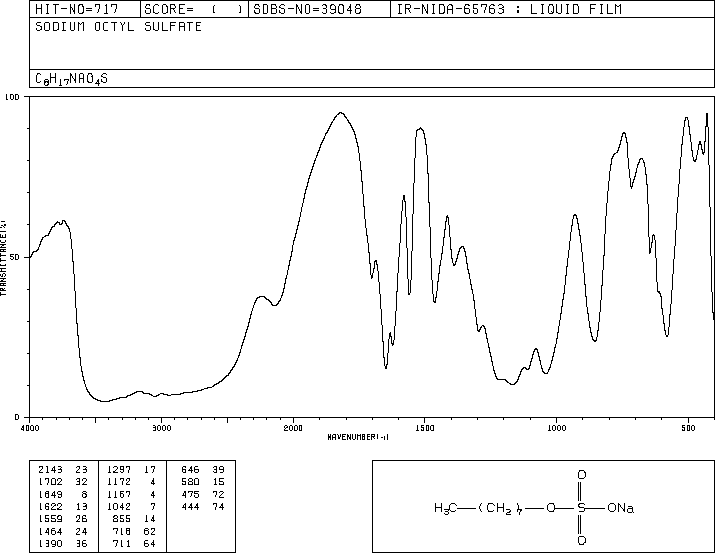 HIT-NO=717 SCORE= ( ) SDBS-NO=39048 IR-NIDA-65763 : LIQUID FILM
SODIUM OCTYL SULFATE
C8H17NAO4S
100
50
0
TRANSMITTANCE(%)
4000 3000 2000 1500 1000 500
WAVENUMBER(-1)
2143 23 1297 17 646 39
1702 32 1172 4 580 15
1649 8 1167 4 475 72
1622 13 1042 7 444 74
1559 26 855 14
1464 24 718 62
1390 36 711 64
O
H3C—(CH2)7—O—S—ONa
O